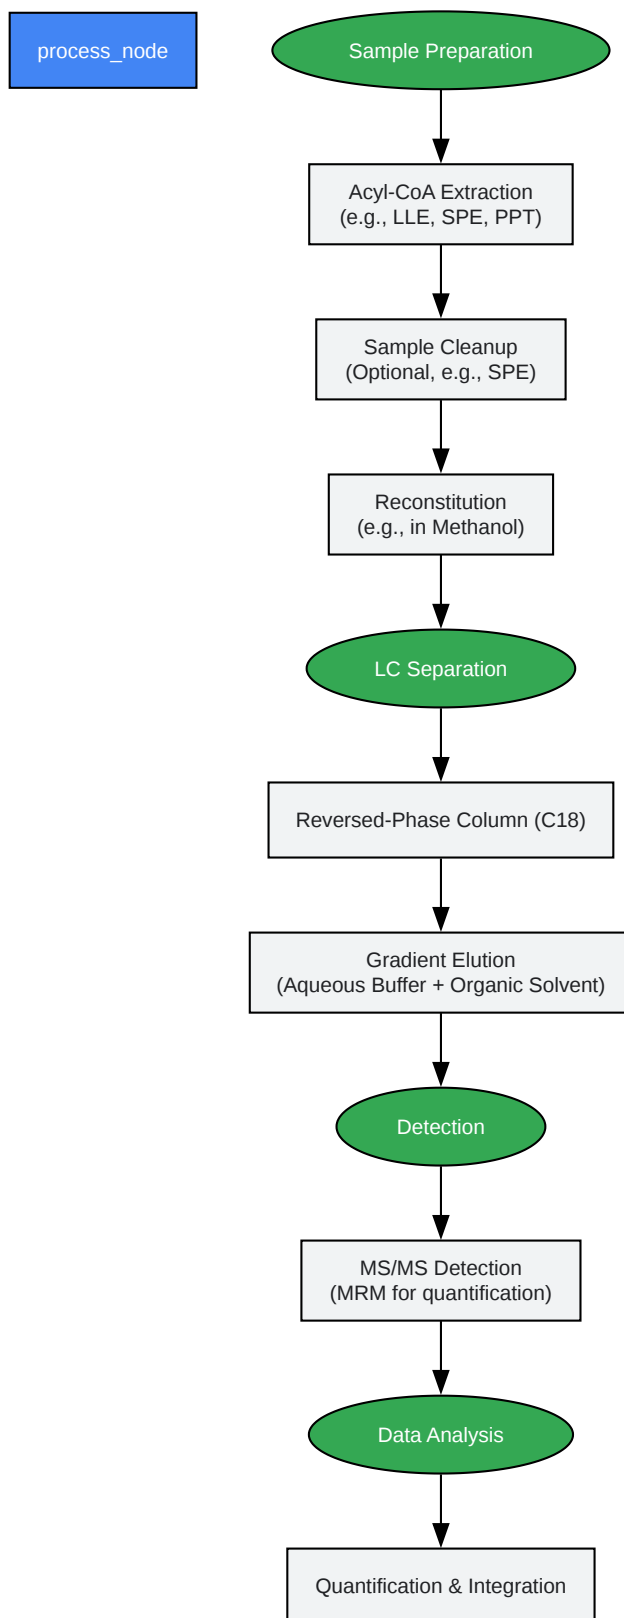 process_node
Sample Preparation
Acyl-CoA Extraction
(e.g., LLE, SPE, PPT)
Sample Cleanup
(Optional, e.g., SPE)
Reconstitution
(e.g., in Methanol)
LC Separation
Reversed-Phase Column (C18)
Gradient Elution
(Aqueous Buffer + Organic Solvent)
Detection
MS/MS Detection
(MRM for quantification)
Data Analysis
Quantification & Integration